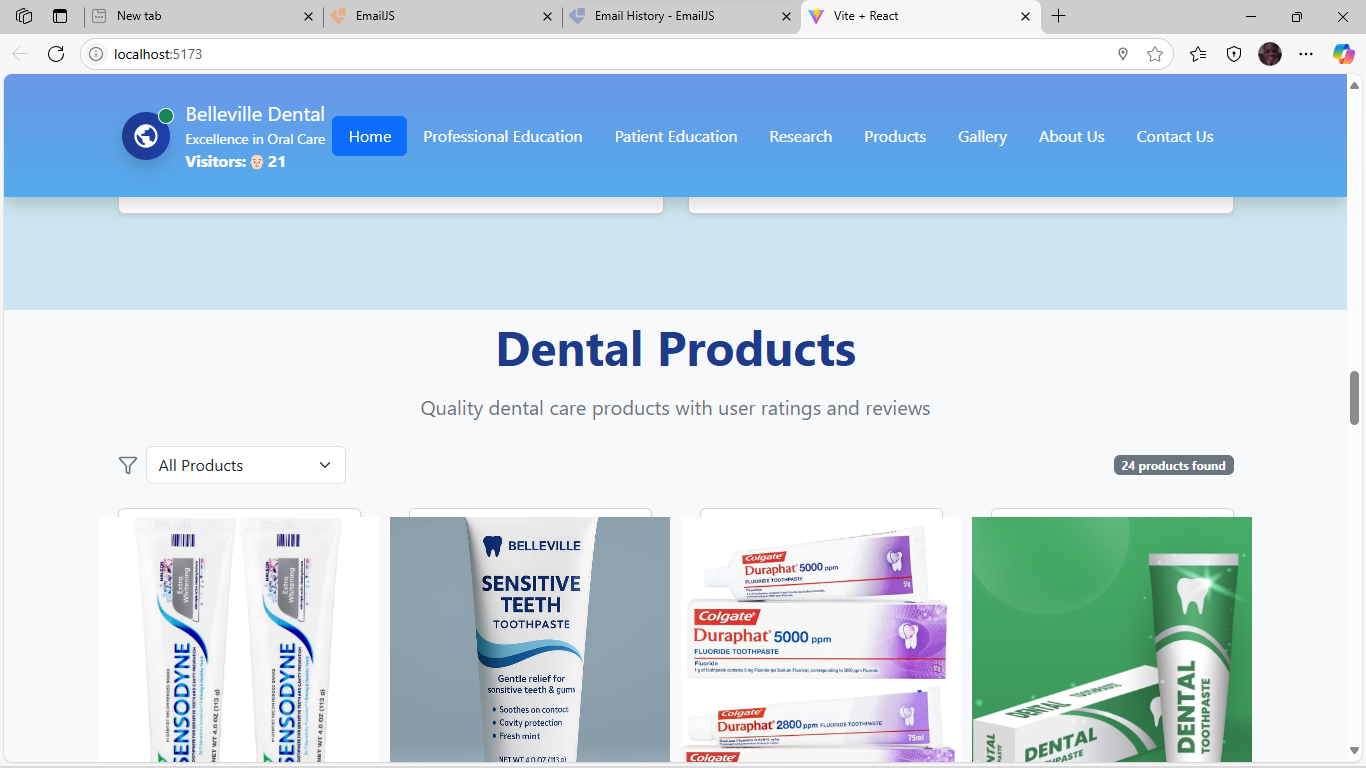 New tab
EmailJS
Email History - EmailJS
Vite + React
localhost:5173
Belleville Dental
Excellence in Oral Care
Visitors: 👨🏻‍🦲 21
Home
Professional Education
Patient Education
Research
Products
Gallery
About Us
Contact Us
Dental Products
Quality dental care products with user ratings and reviews
All Products
24 products found
Extra
Whitening
SENSODYNE
NET WT 4.0 OZ (113 g)
Extra
Whitening
SENSODYNE
NET WT 4.0 OZ (113 g)
BELLEVILLE
SENSITIVE
TEETH
TOOTHPASTE
Gentle relief for
sonsitive teeth & gums
• Soothes on contact
• Cavity protection
• Fresh mint
NET WT 4.0 OZ (113 g)
Colgate
Duraphat 5000 ppm
FLUORIDE TOOTHPASTE
51g
Colgate
Duraphat 5000 ppm
FLUORIDE TOOTHPASTE
Fluoride
Colgate
Duraphat 2800 ppm FLUORIDE TOOTHPASTE
75ml
Colgate
DENTAL
TOOTHPASTE
DENTAL
TOOTHPASTE
DENTAL
DENTAL